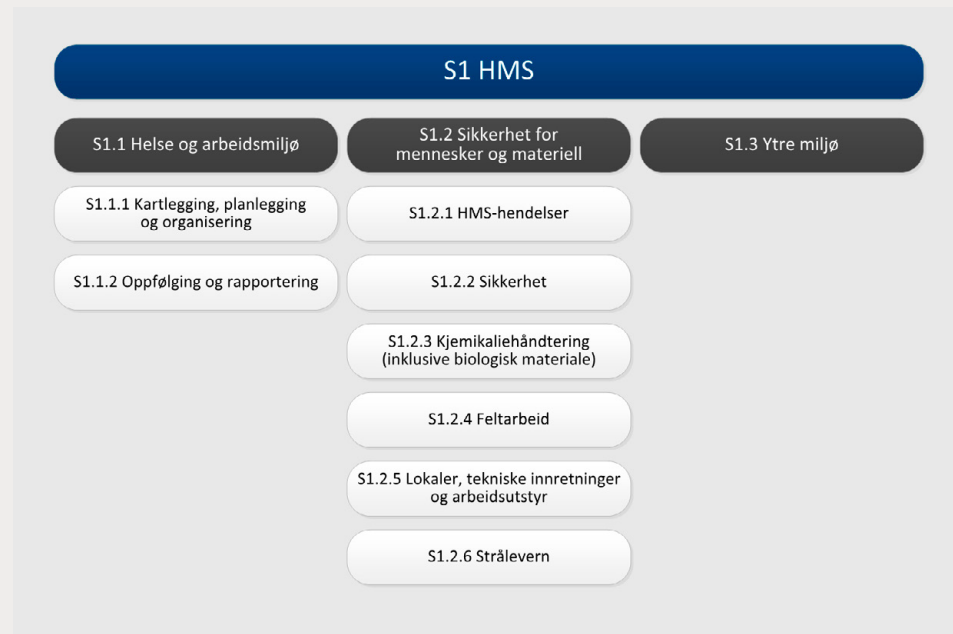 S1 HMS
S1.1 Helse og arbeidsmiljø
S1.2 Sikkerhet for
mennesker og materiell
S1.3 Ytre miljø
S1.1.1 Kartlegging, planlegging
og organisering
S1.1.2 Oppfølging og rapportering
S1.2.1 HMS-hendelser
S1.2.2 Sikkerhet
S1.2.3 Kjemikaliehåndtering
(inklusive biologisk materiale)
S1.2.4 Feltarbeid
S1.2.5 Lokaler, tekniske innretninger
og arbeidsutstyr
S1.2.6 Strålevern